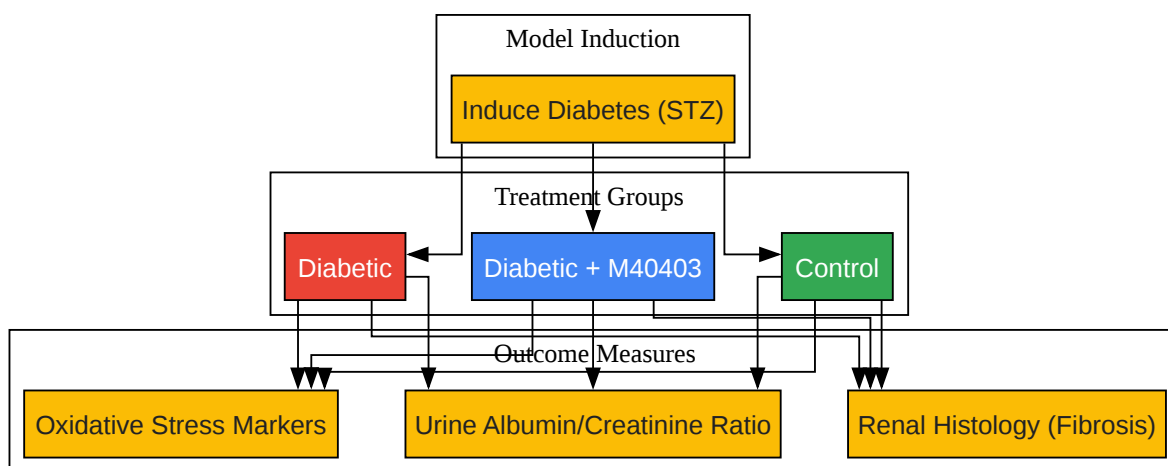 Model Induction
Induce Diabetes (STZ)
Treatment Groups
Diabetic
Diabetic + M40403
Control
Outcome Measures
Oxidative Stress Markers
Urine Albumin/Creatinine Ratio
Renal Histology (Fibrosis)